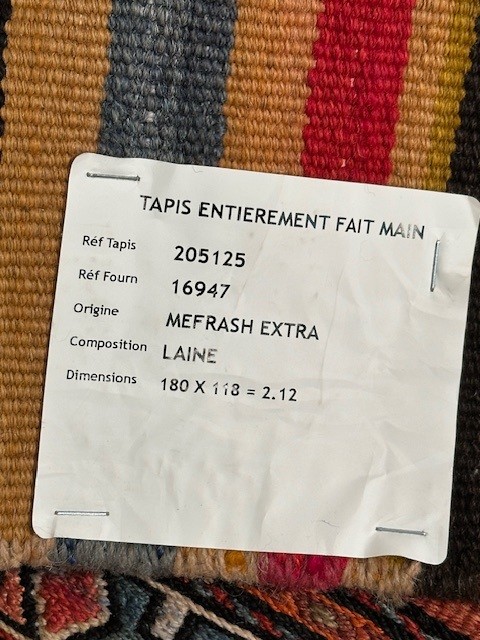 TAPIS ENTIEREMENT FAIT MAIN
Réf Tapis 205125
Réf Fourn 16947
Origine MEFRASH EXTRA
Composition LAINE
Dimensions 180 X 118 = 2.12